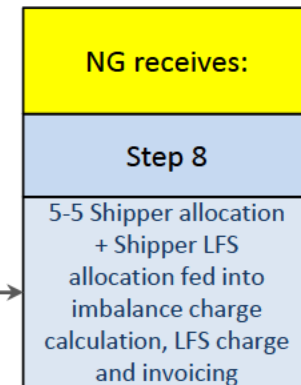 NG receives:
Step 8
5-5 Shipper allocation
+ Shipper LFS
allocation fed into
imbalance charge
calculation, LFS charge
and invoicing